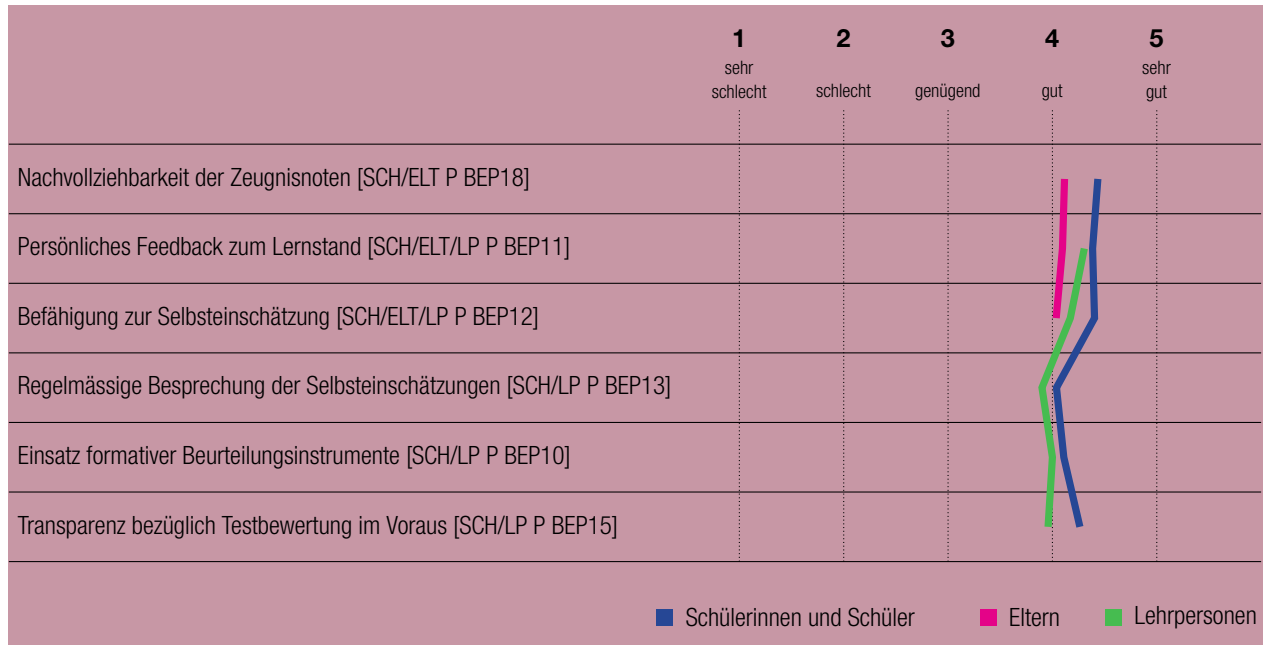 1 2 3 4 5
sehr schlecht schlecht genügend gut sehr gut
Nachvollziehbarkeit der Zeugnisnoten [SCH/ELT P BEP18]
Persönliches Feedback zum Lernstand [SCH/ELT/LP P BEP11]
Befähigung zur Selbsteinschätzung [SCH/ELT/LP P BEP12]
Regelmässige Besprechung der Selbsteinschätzungen [SCH/LP P BEP13]
Einsatz formativer Beurteilungsinstrumente [SCH/LP P BEP10]
Transparenz bezüglich Testbewertung im Voraus [SCH/LP P BEP15]
Schülerinnen und Schüler Eltern Lehrpersonen